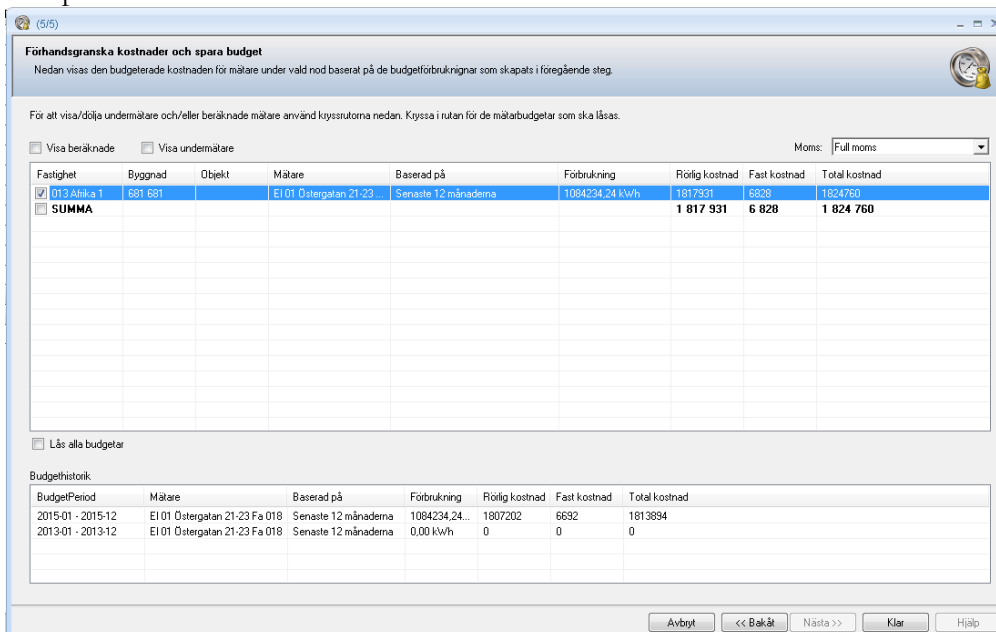 (5/5)
Förhandsgranska kostnader och spara budget
Nedan visas den budgeterade kostnaden för mätare under vald nod baserat på de budgetförbruknignar som skapats i föregående steg.
För att visa/dölja undermätare och/eller beräknade mätare använd kryssrutorna nedan. Kryssa i rutan för de mätarbudgetar som ska låsas.
Visa beräknade Visa undermätare Moms: Full moms
Fastighet Byggnad Objekt Mätare Baserad på Förbrukning Rörlig kostnad Fast kostnad Total kostnad
013 Afrika 1 681 681 El 01 Östergatan 21-23 ... Senaste 12 månaderna 1084234,24 kWh 1817931 6828 1824760
SUMMA 1 817 931 6 828 1 824 760
Lås alla budgetar
Budgethistorik
BudgetPeriod Mätare Baserad på Förbrukning Rörlig kostnad Fast kostnad Total kostnad
2015-01 - 2015-12 El 01 Östergatan 21-23 Fa 018 Senaste 12 månaderna 1084234,24... 1807202 6692 1813894
2013-01 - 2013-12 El 01 Östergatan 21-23 Fa 018 Senaste 12 månaderna 0,00 kWh 0 0 0
Avbryt << Bakåt Nästa >> Klar Hjälp